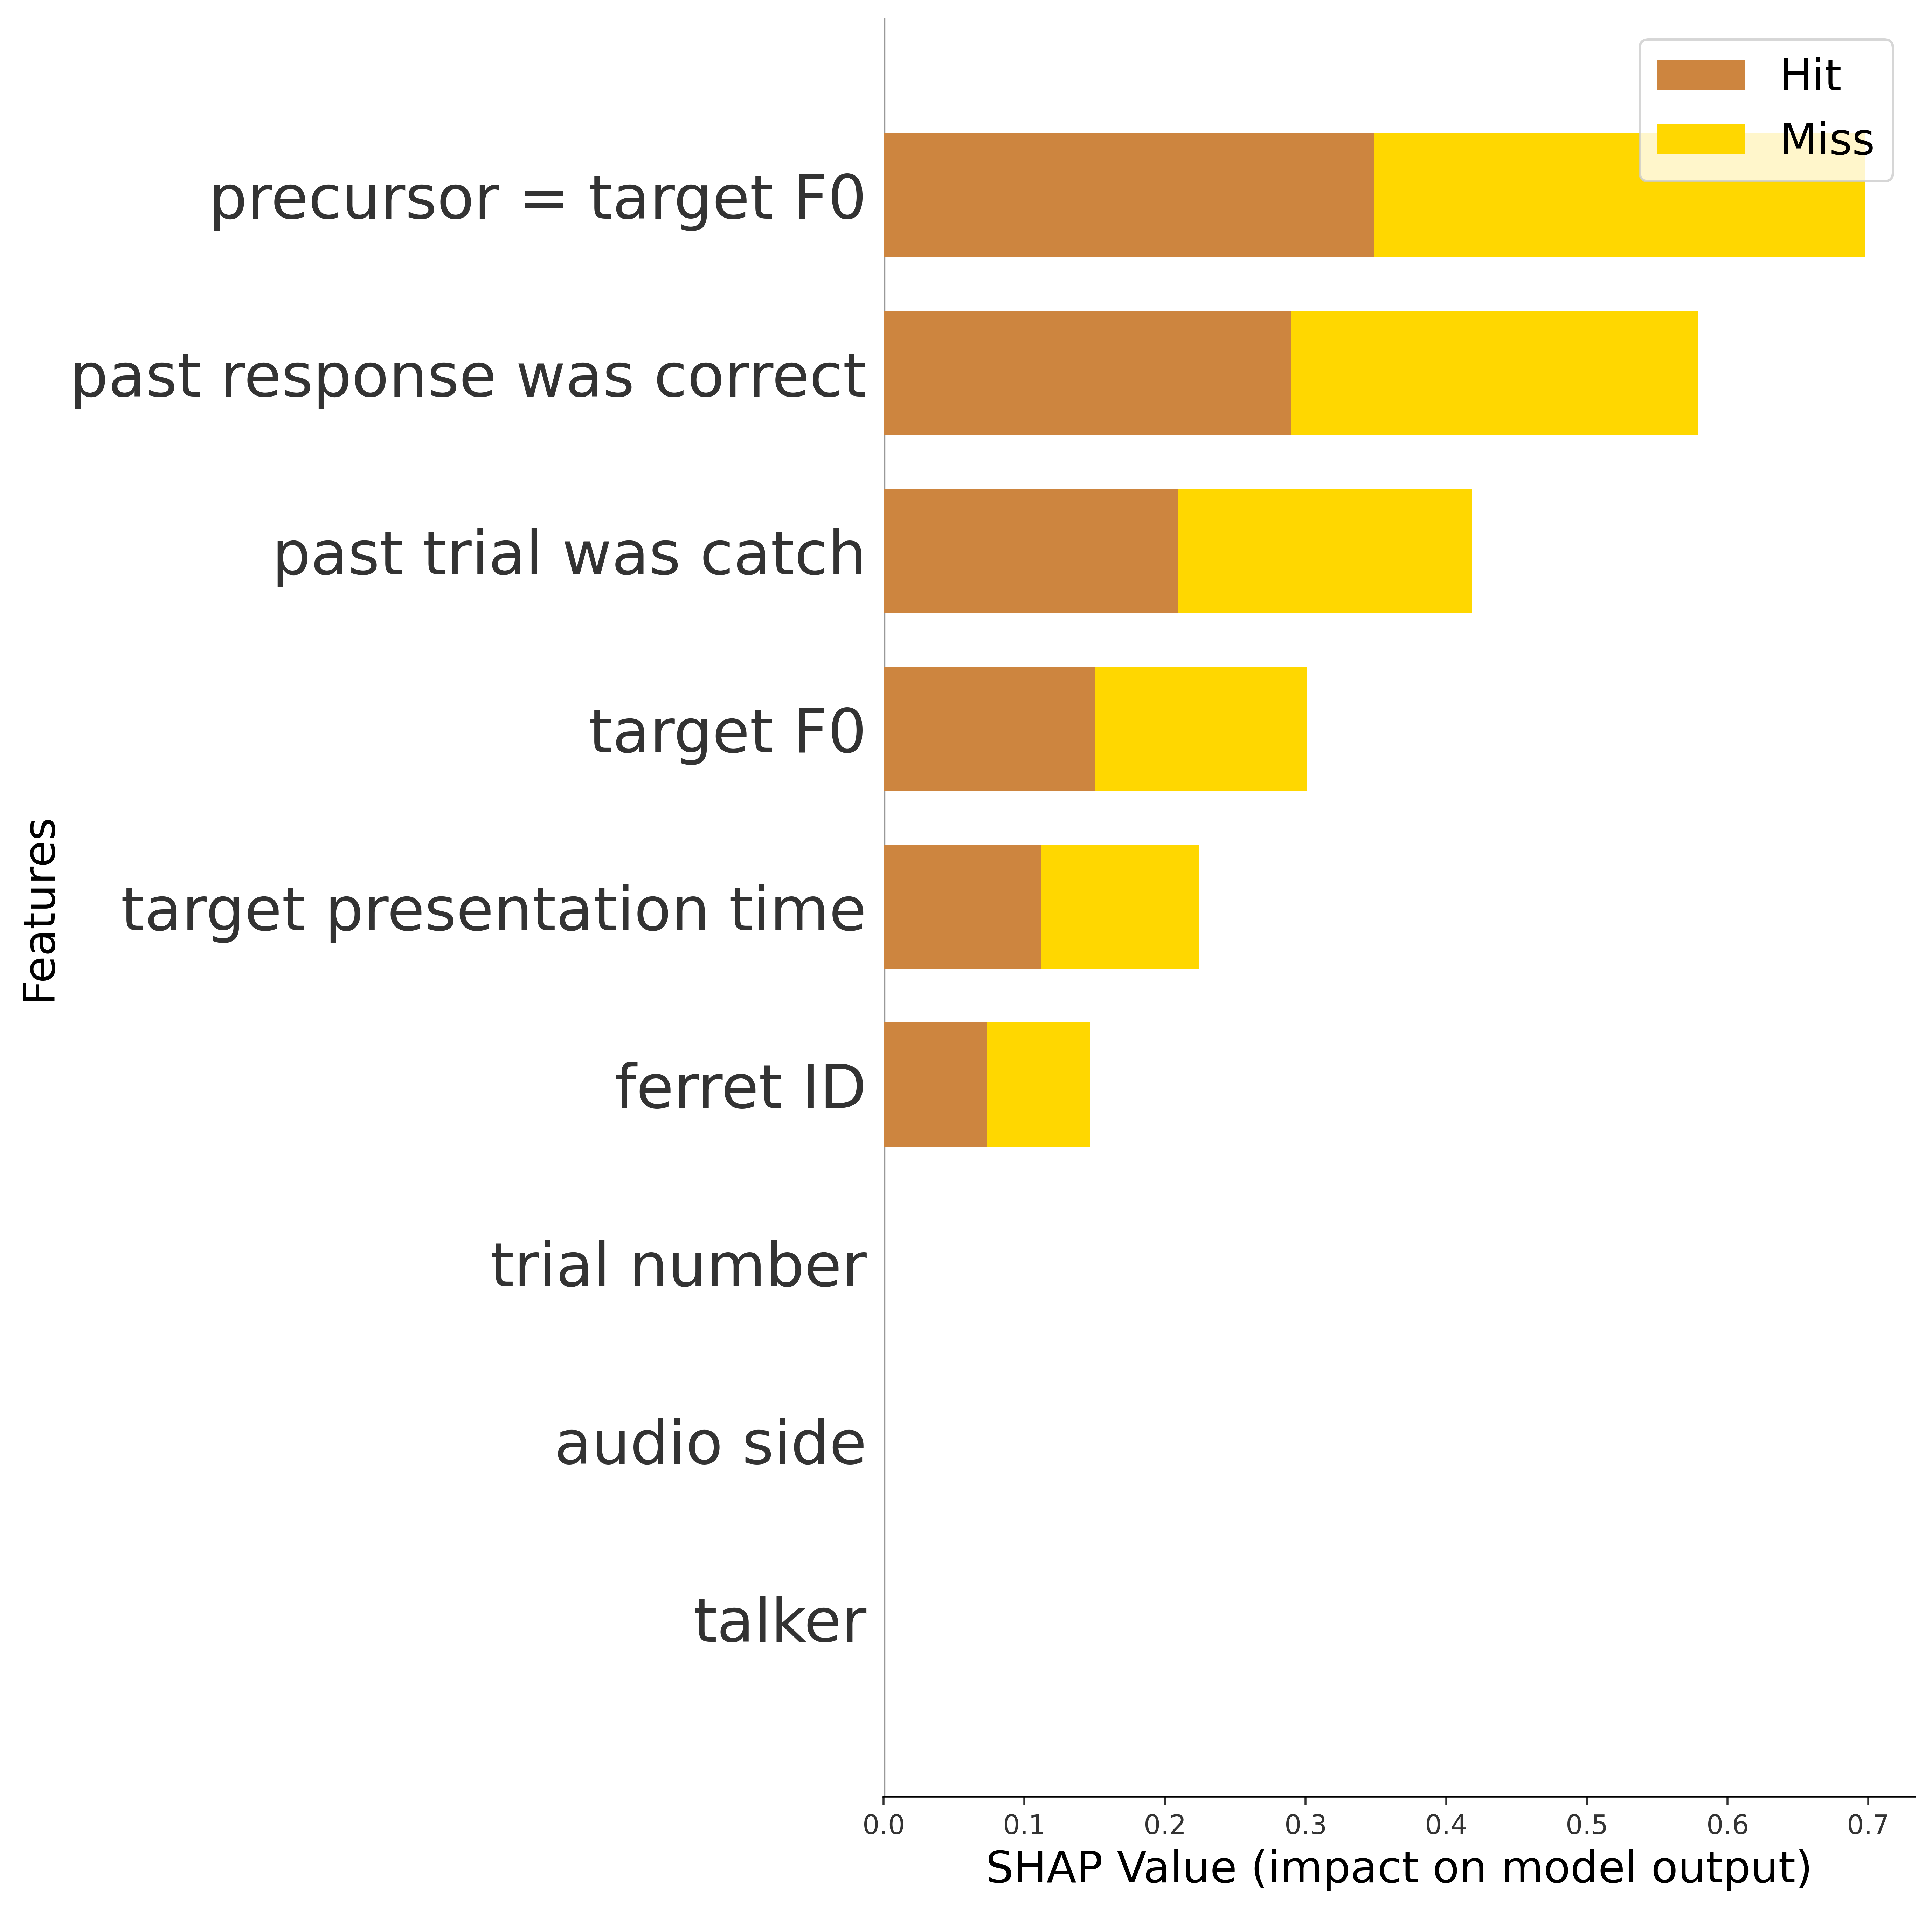 Hit
Miss
precursor = target F0
past response was correct
past trial was catch
target F0
target presentation time
ferret ID
trial number
audio side
talker
Features
0.0 0.1 0.2 0.3 0.4 0.5 0.6 0.7
SHAP Value (impact on model output)